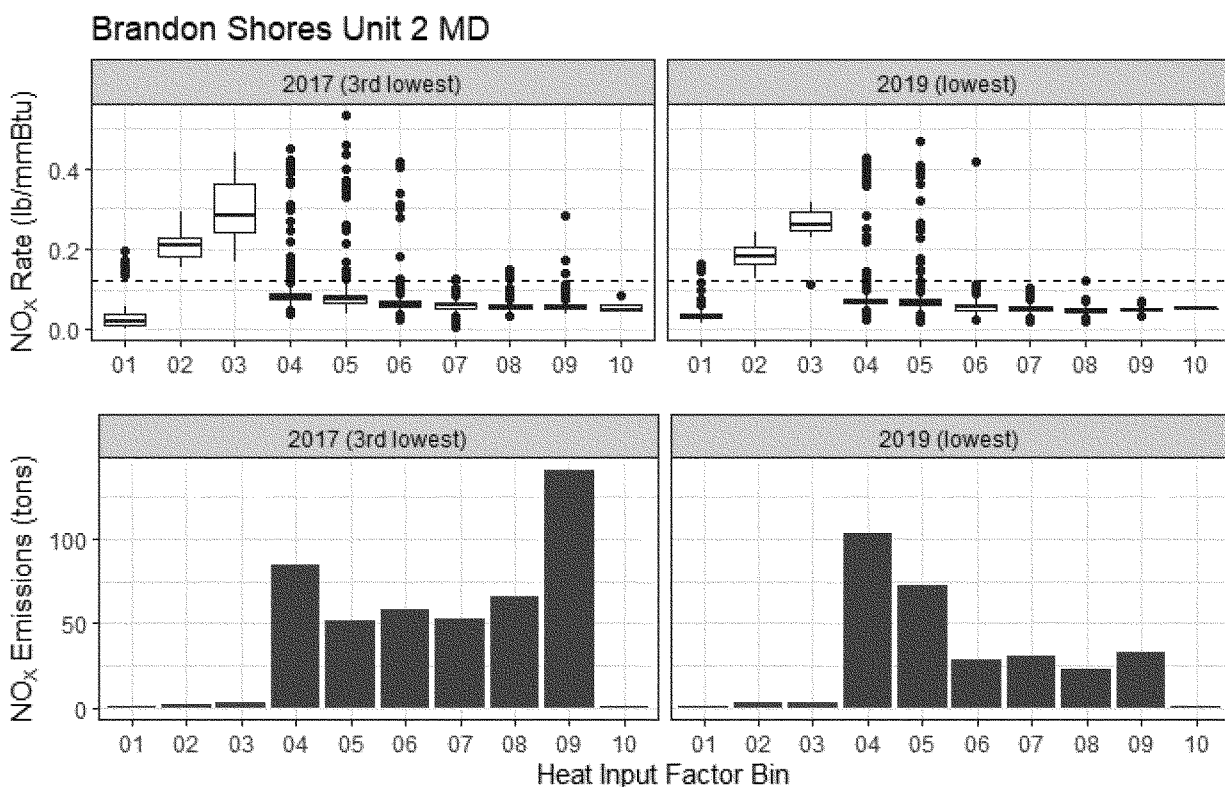 Brandon Shores Unit 2 MD
2017 (3rd lowest)
2019 (lowest)
NOx Rate (lb/mmBtu)
0.4
0.2
0.0
01 02 03 04 05 06 07 08 09 10
01 02 03 04 05 06 07 08 09 10
2017 (3rd lowest)
2019 (lowest)
NOx Emissions (tons)
100
50
0
01 02 03 04 05 06 07 08 09 10
01 02 03 04 05 06 07 08 09 10
Heat Input Factor Bin